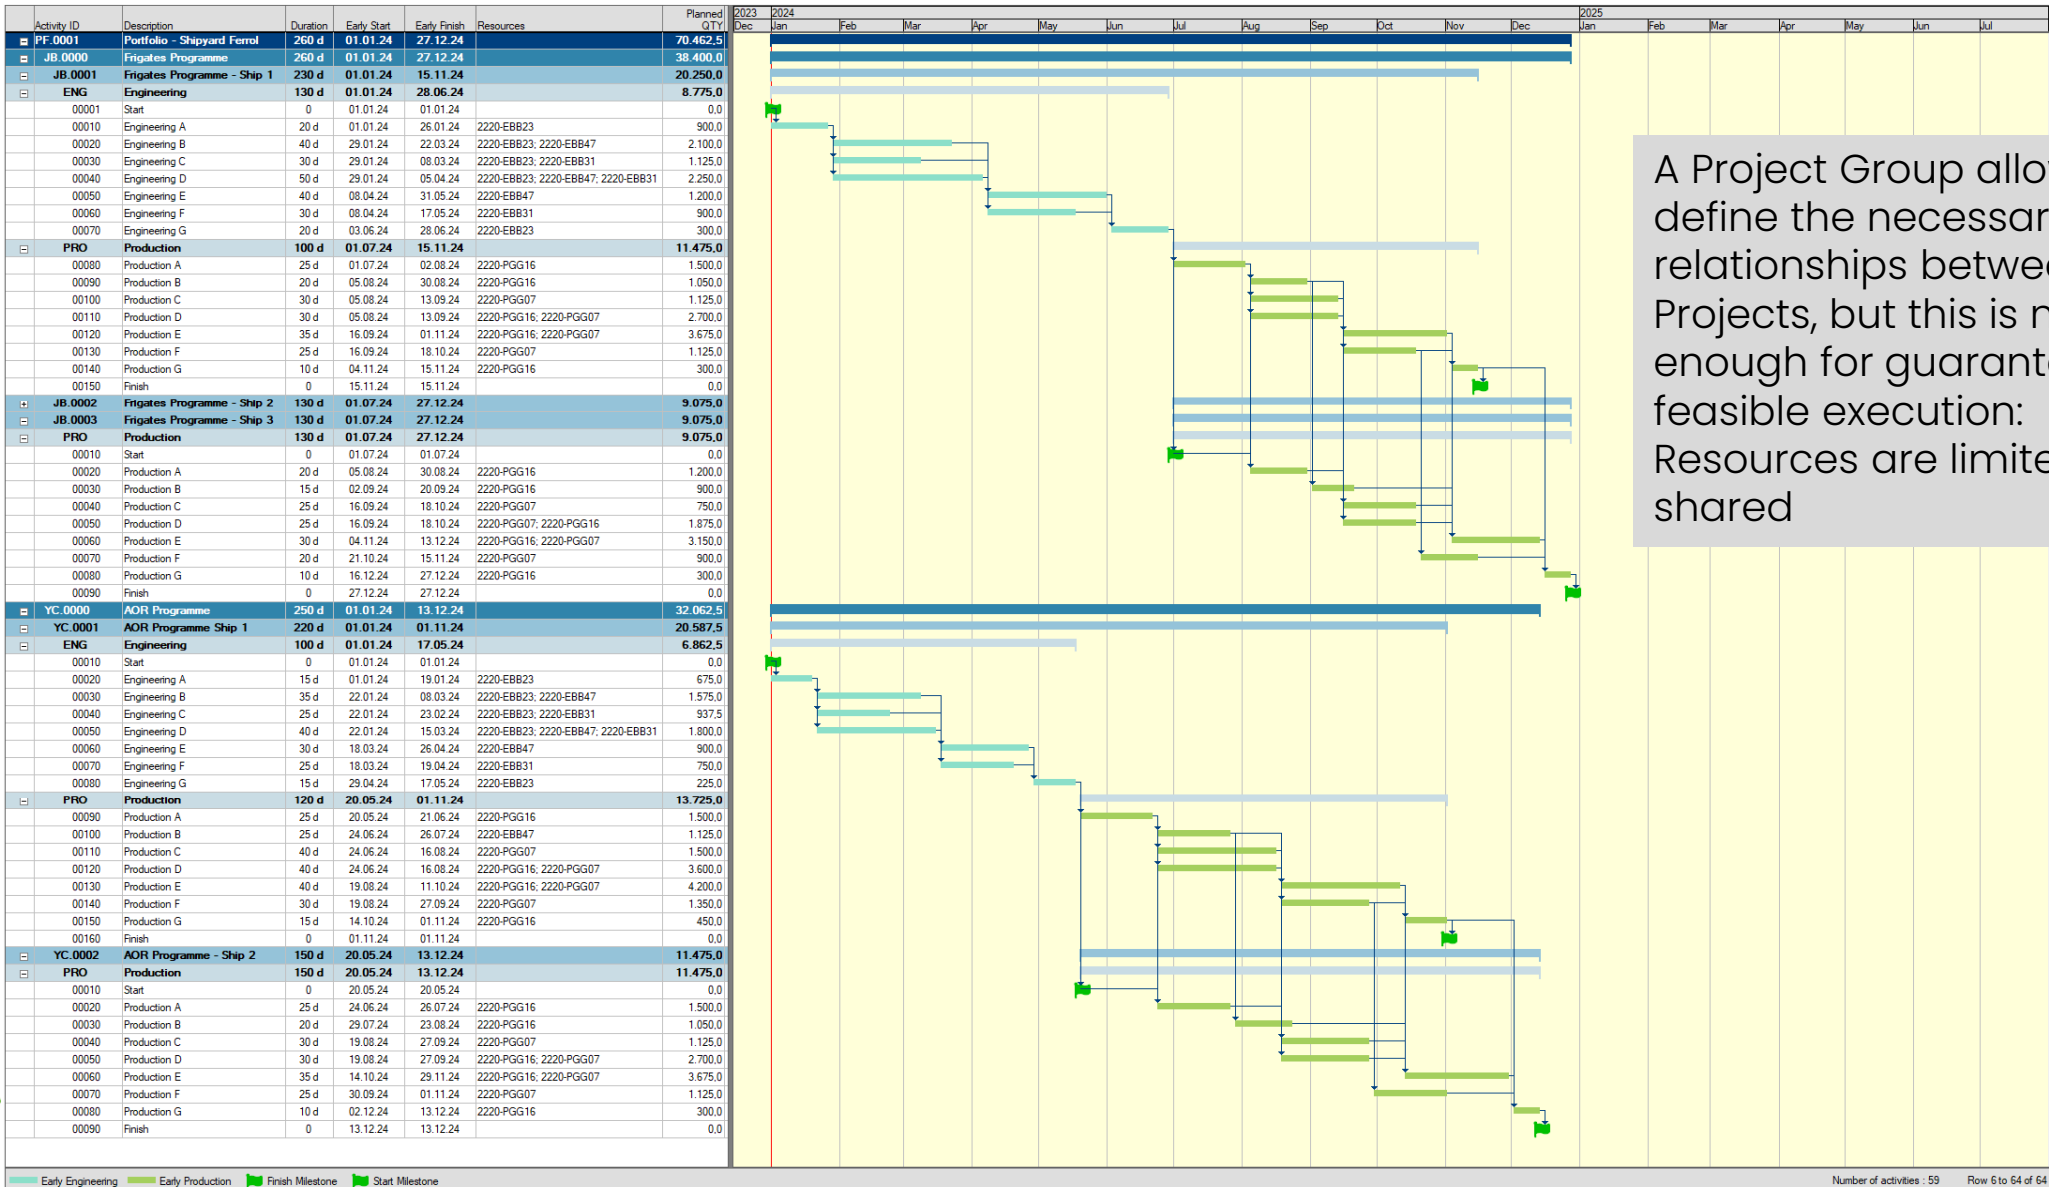 Planned
Activity ID Description Duration Early Start Early Finish Resources QTY
2023 2024 2025
Dec Jan Feb Mar Apr May Jun Jul Aug Sep Oct Nov Dec Jan Feb Mar Apr May Jun Jul
PF.0001 Portfolio - Shipyard Ferrol 260 d 01.01.24 27.12.24 70.462,5
JB.0000 Frigates Programme 260 d 01.01.24 27.12.24 38.400,0
JB.0001 Frigates Programme - Ship 1 230 d 01.01.24 15.11.24 20.250,0
ENG Engineering 130 d 01.01.24 28.06.24 8.775,0
00001 Start 0 01.01.24 01.01.24 0,0
00010 Engineering A 20 d 01.01.24 26.01.24 2220-EBB23 900,0
00020 Engineering B 40 d 29.01.24 22.03.24 2220-EBB23; 2220-EBB47 2.100,0
00030 Engineering C 30 d 29.01.24 08.03.24 2220-EBB23; 2220-EBB31 1.125,0
00040 Engineering D 50 d 29.01.24 05.04.24 2220-EBB23; 2220-EBB47; 2220-EBB31 2.250,0
00050 Engineering E 40 d 08.04.24 31.05.24 2220-EBB47 1.200,0
00060 Engineering F 30 d 08.04.24 17.05.24 2220-EBB31 900,0
00070 Engineering G 20 d 03.06.24 28.06.24 2220-EBB23 300,0
PRO Production 100 d 01.07.24 15.11.24 11.475,0
00080 Production A 25 d 01.07.24 02.08.24 2220-PGG16 1.500,0
00090 Production B 20 d 05.08.24 30.08.24 2220-PGG16 1.050,0
00100 Production C 30 d 05.08.24 13.09.24 2220-PGG07 1.125,0
00110 Production D 30 d 05.08.24 13.09.24 2220-PGG16; 2220-PGG07 2.700,0
00120 Production E 35 d 16.09.24 01.11.24 2220-PGG16; 2220-PGG07 3.675,0
00130 Production F 25 d 16.09.24 18.10.24 2220-PGG07 1.125,0
00140 Production G 10 d 04.11.24 15.11.24 2220-PGG16 300,0
00150 Finish 0 15.11.24 15.11.24 0,0
JB.0002 Frigates Programme - Ship 2 130 d 01.07.24 27.12.24 9.075,0
JB.0003 Frigates Programme - Ship 3 130 d 01.07.24 27.12.24 9.075,0
PRO Production 130 d 01.07.24 27.12.24 9.075,0
00010 Start 0 01.07.24 01.07.24 0,0
00020 Production A 20 d 05.08.24 30.08.24 2220-PGG16 1.200,0
00030 Production B 15 d 02.09.24 20.09.24 2220-PGG16 900,0
00040 Production C 25 d 16.09.24 18.10.24 2220-PGG07 750,0
00050 Production D 25 d 16.09.24 18.10.24 2220-PGG07; 2220-PGG16 1.875,0
00060 Production E 30 d 04.11.24 13.12.24 2220-PGG16; 2220-PGG07 3.150,0
00070 Production F 20 d 21.10.24 15.11.24 2220-PGG07 900,0
00080 Production G 10 d 16.12.24 27.12.24 2220-PGG16 300,0
00090 Finish 0 27.12.24 27.12.24 0,0
YC.0000 AOR Programme 250 d 01.01.24 13.12.24 32.062,5
YC.0001 AOR Programme Ship 1 220 d 01.01.24 01.11.24 20.587,5
ENG Engineering 100 d 01.01.24 17.05.24 6.862,5
00010 Start 0 01.01.24 01.01.24 0,0
00020 Engineering A 15 d 01.01.24 19.01.24 2220-EBB23 675,0
00030 Engineering B 35 d 22.01.24 08.03.24 2220-EBB23; 2220-EBB47 1.575,0
00040 Engineering C 25 d 22.01.24 23.02.24 2220-EBB23; 2220-EBB31 937,5
00050 Engineering D 40 d 22.01.24 15.03.24 2220-EBB23; 2220-EBB47; 2220-EBB31 1.800,0
00060 Engineering E 30 d 18.03.24 26.04.24 2220-EBB47 900,0
00070 Engineering F 25 d 18.03.24 19.04.24 2220-EBB31 750,0
00080 Engineering G 15 d 29.04.24 17.05.24 2220-EBB23 225,0
PRO Production 120 d 20.05.24 01.11.24 13.725,0
00090 Production A 25 d 20.05.24 21.06.24 2220-PGG16 1.500,0
00100 Production B 25 d 24.06.24 26.07.24 2220-EBB47 1.125,0
00110 Production C 40 d 24.06.24 16.08.24 2220-PGG07 1.500,0
00120 Production D 40 d 24.06.24 16.08.24 2220-PGG16; 2220-PGG07 3.600,0
00130 Production E 40 d 19.08.24 11.10.24 2220-PGG16; 2220-PGG07 4.200,0
00140 Production F 30 d 19.08.24 27.09.24 2220-PGG07 1.350,0
00150 Production G 15 d 14.10.24 01.11.24 2220-PGG16 450,0
00160 Finish 0 01.11.24 01.11.24 0,0
YC.0002 AOR Programme - Ship 2 150 d 20.05.24 13.12.24 11.475,0
PRO Production 150 d 20.05.24 13.12.24 11.475,0
00010 Start 0 20.05.24 20.05.24 0,0
00020 Production A 25 d 24.06.24 26.07.24 2220-PGG16 1.500,0
00030 Production B 20 d 29.07.24 23.08.24 2220-PGG16 1.050,0
00040 Production C 30 d 19.08.24 27.09.24 2220-PGG07 1.125,0
00050 Production D 30 d 19.08.24 27.09.24 2220-PGG16; 2220-PGG07 2.700,0
00060 Production E 35 d 14.10.24 29.11.24 2220-PGG16; 2220-PGG07 3.675,0
00070 Production F 25 d 30.09.24 01.11.24 2220-PGG07 1.125,0
00080 Production G 10 d 02.12.24 13.12.24 2220-PGG16 300,0
00090 Finish 0 13.12.24 13.12.24 0,0
A Project Group
define the
relationships
Projects, but this is
enough for
feasible execution:
Resources are
shared
Early Engineering Early Production Finish Milestone Start Milestone
Number of activities : 59 Row 6 to 64 of 64